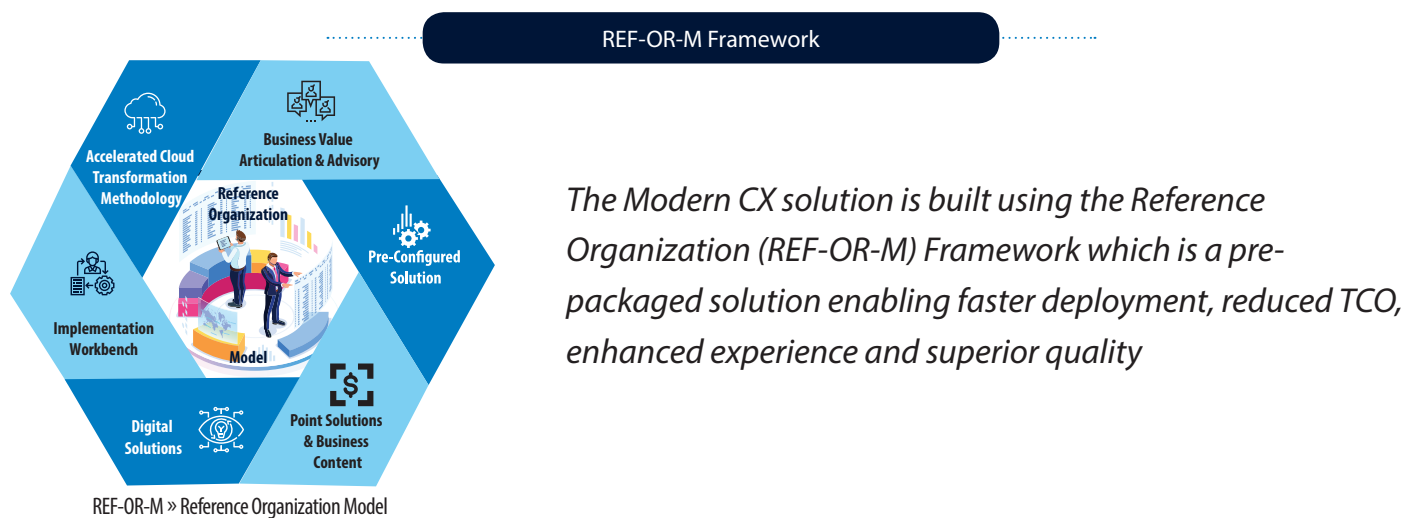 REF-OR-M Framework
Accelerated Cloud
Transformation
Methodology
Business Value
Articulation & Advisory
Reference
Organization
Model
Pre-Configured
Solution
Implementation
Workbench
Digital
Solutions
Point Solutions
& Business
Content
REF-OR-M » Reference Organization Model
The Modern CX solution is built using the Reference
Organization (REF-OR-M) Framework which is a pre-
packaged solution enabling faster deployment, reduced TCO,
enhanced experience and superior quality